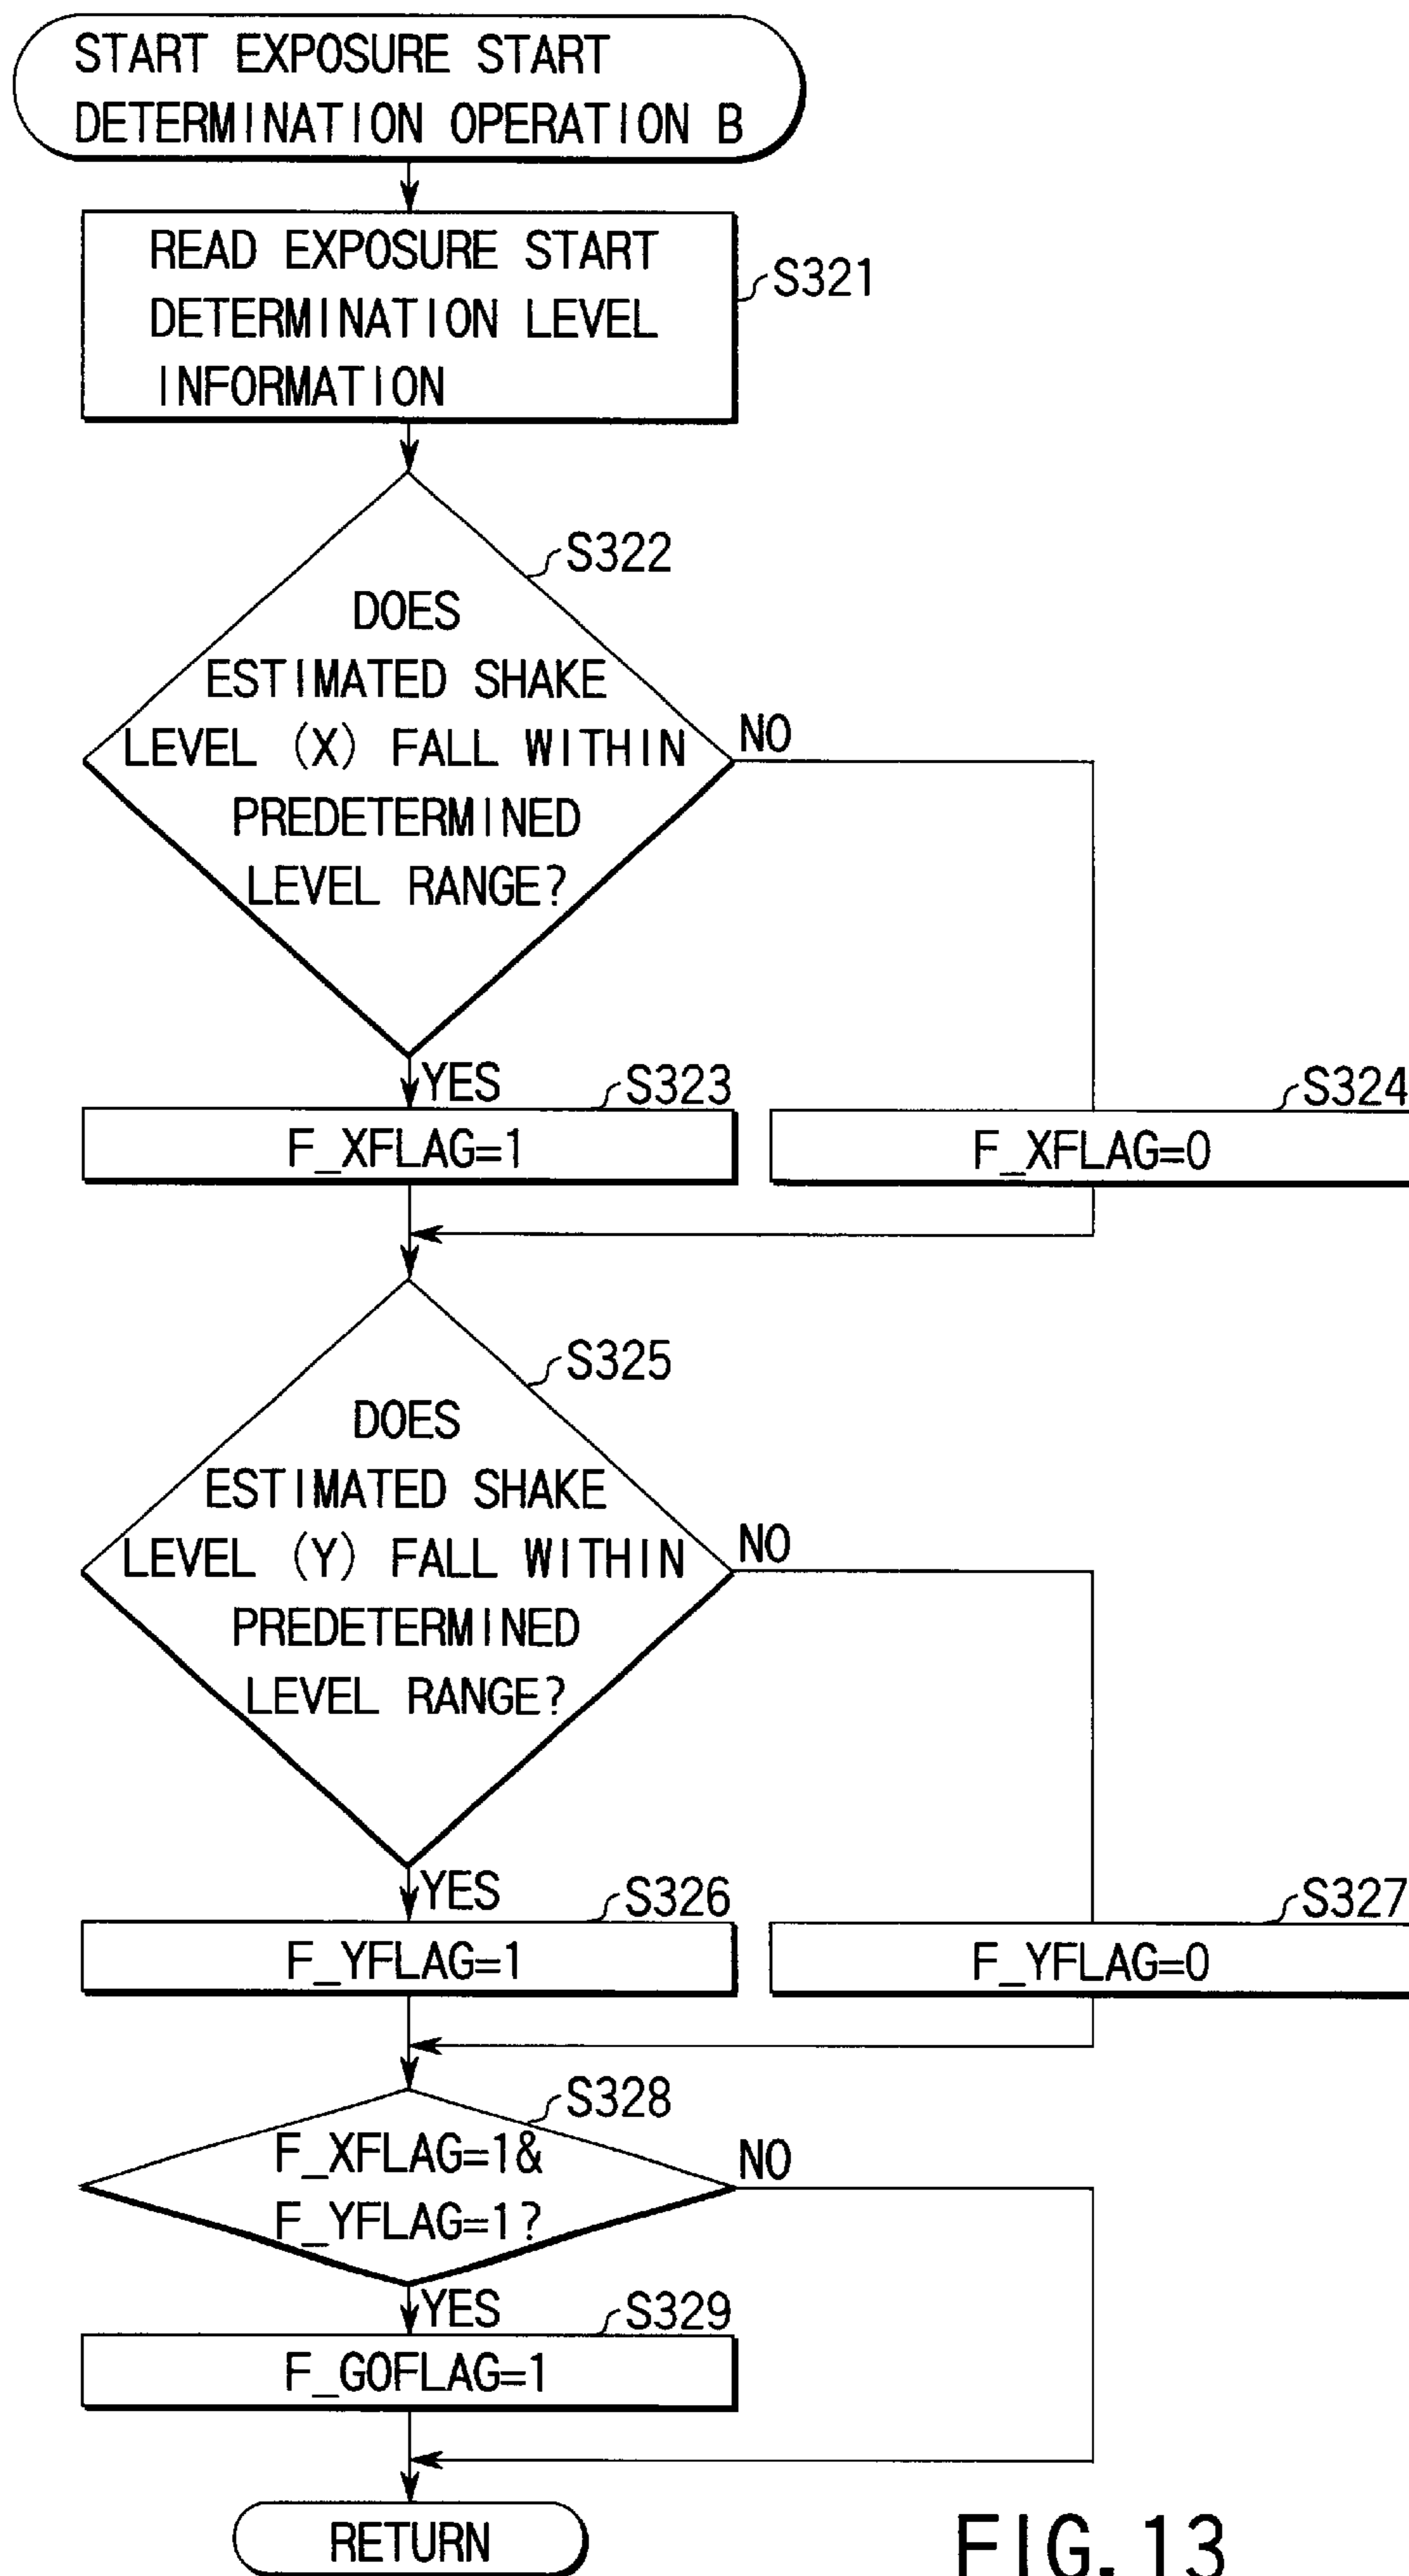 START EXPOSURE START
DETERMINATION OPERATION B
READ EXPOSURE START
DETERMINATION LEVEL
INFORMATION
S321
S322
DOES
ESTIMATED SHAKE
LEVEL (X) FALL WITHIN
PREDETERMINED
LEVEL RANGE?
NO
YES
S323
F_XFLAG=1
S324
F_XFLAG=0
S325
DOES
ESTIMATED SHAKE
LEVEL (Y) FALL WITHIN
PREDETERMINED
LEVEL RANGE?
NO
YES
S326
F_YFLAG=1
S327
F_YFLAG=0
S328
F_XFLAG=1&
F_YFLAG=1?
NO
YES
S329
F_GOFLAG=1
RETURN
FIG. 13